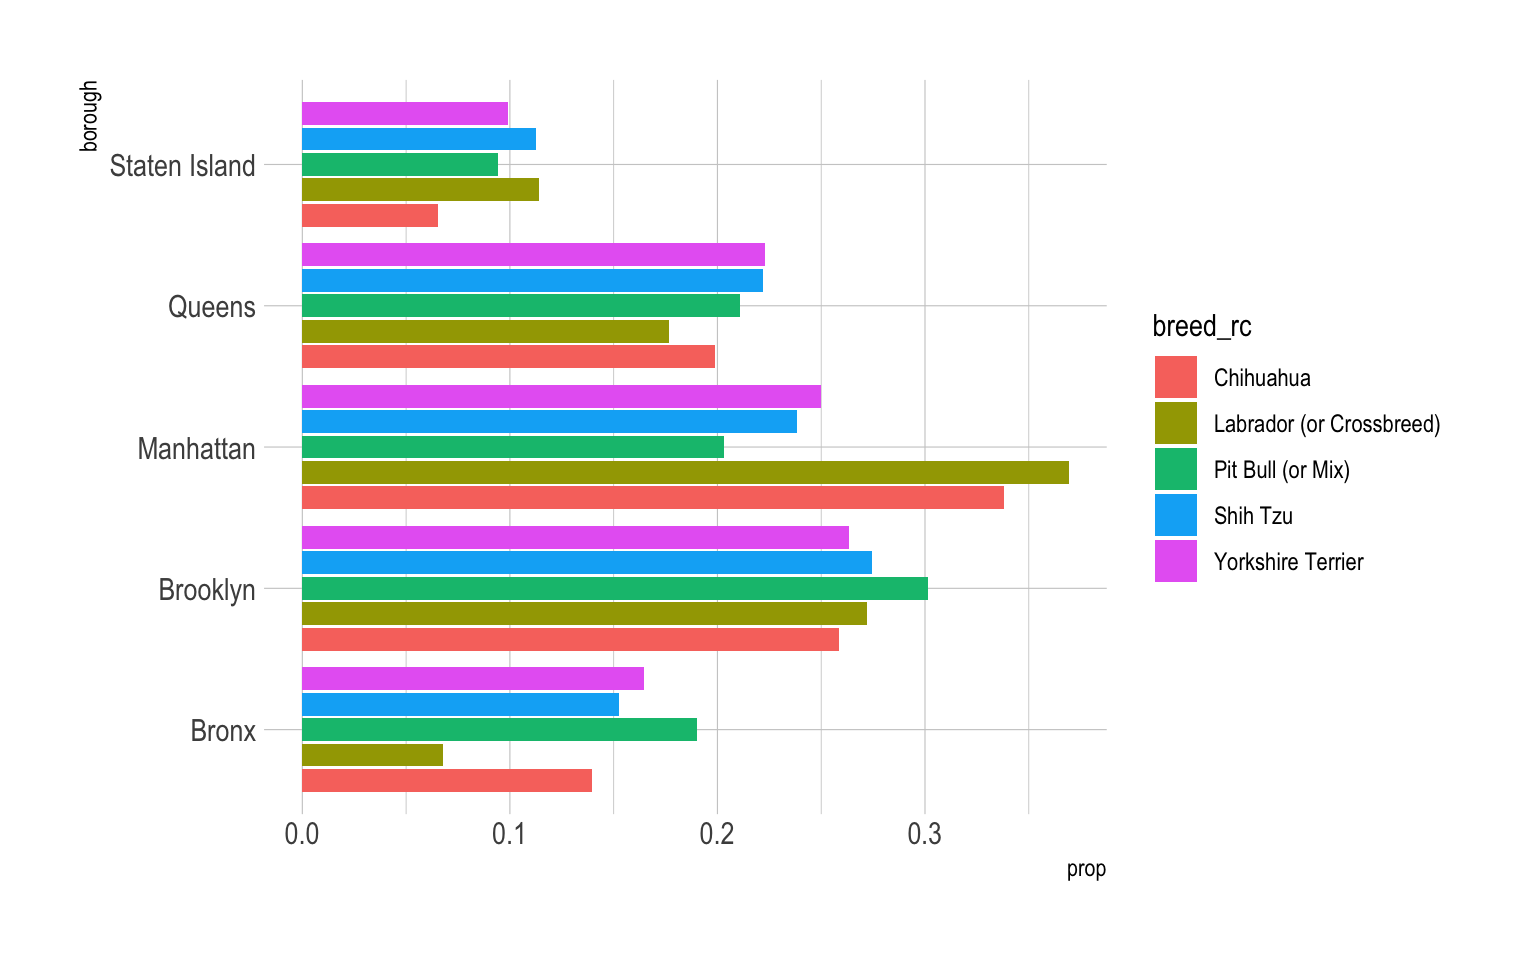 borough
Staten Island
Queens
Manhattan
Brooklyn
Bronx
0.0 0.1 0.2 0.3
prop
breed_rc
Chihuahua
Labrador (or Crossbreed)
Pit Bull (or Mix)
Shih Tzu
Yorkshire Terrier